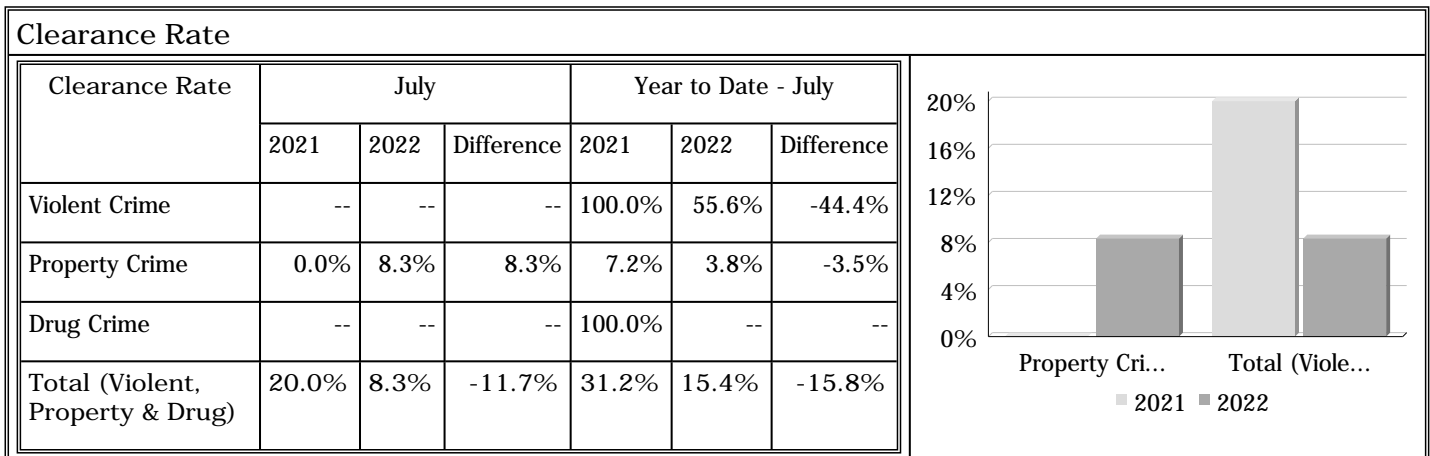 Clearance Rate
Clearance Rate July Year to Date - July
2021 2022 Difference 2021 2022 Difference
Violent Crime -- -- -- 100.0% 55.6% -44.4%
Property Crime 0.0% 8.3% 8.3% 7.2% 3.8% -3.5%
Drug Crime -- -- -- 100.0% -- --
Total (Violent,
Property & Drug) 20.0% 8.3% -11.7% 31.2% 15.4% -15.8%
20%
16%
12%
8%
4%
0%
Property Cri... Total (Viole...
2021 2022